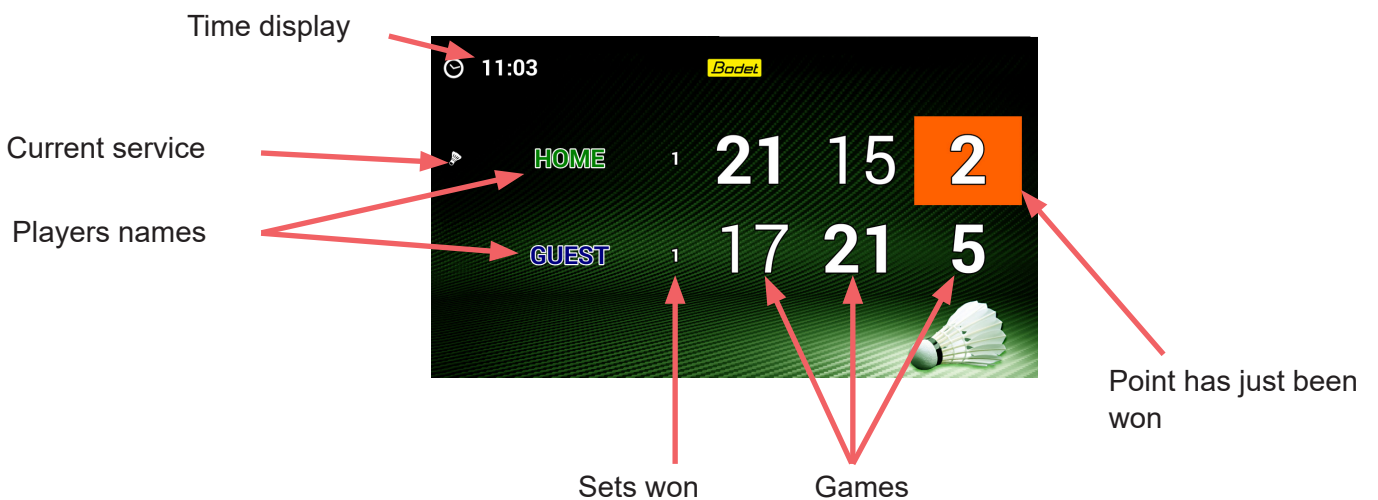 Time display
11:03
Bodet
Current service
HOME 1 21 15 2
Players names
GUEST 1 17 21 5
Point has just been
won
Sets won
Games